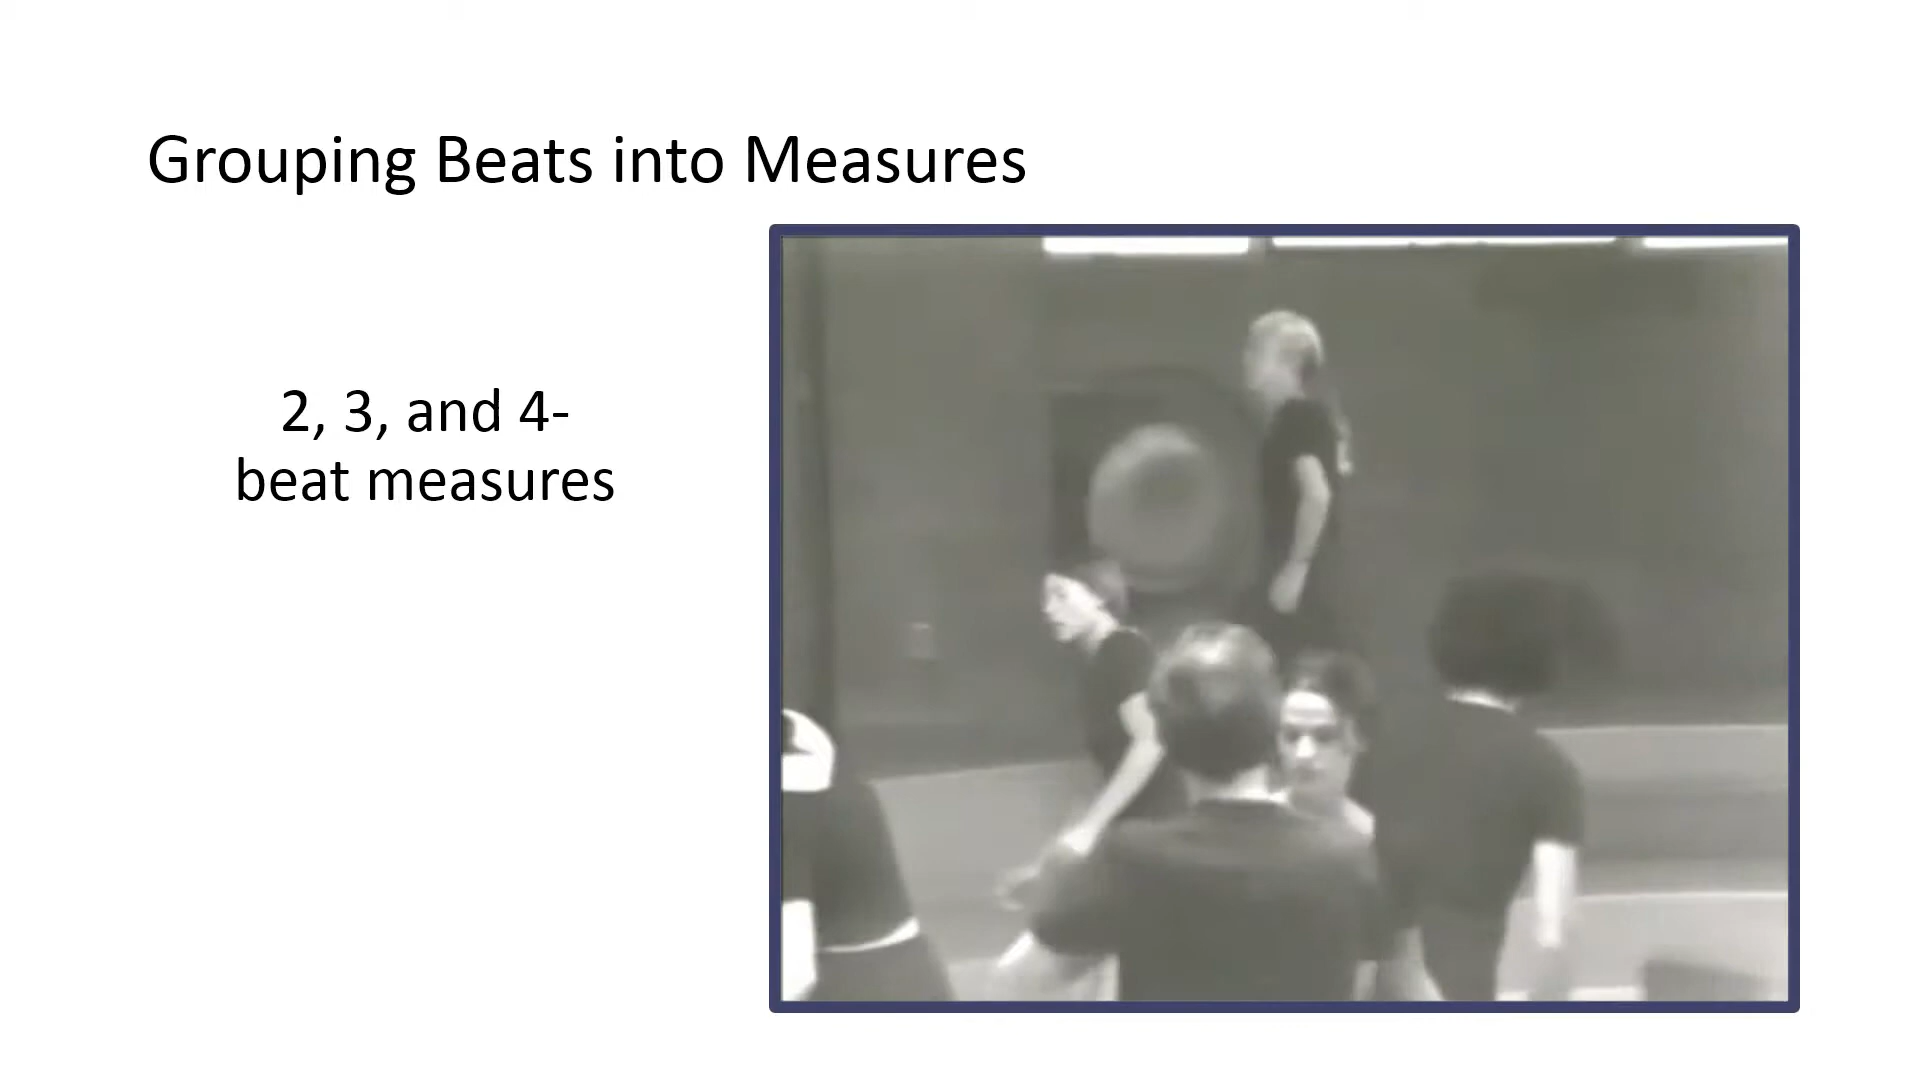 Grouping Beats into Measures
2, 3, and 4-
beat measures